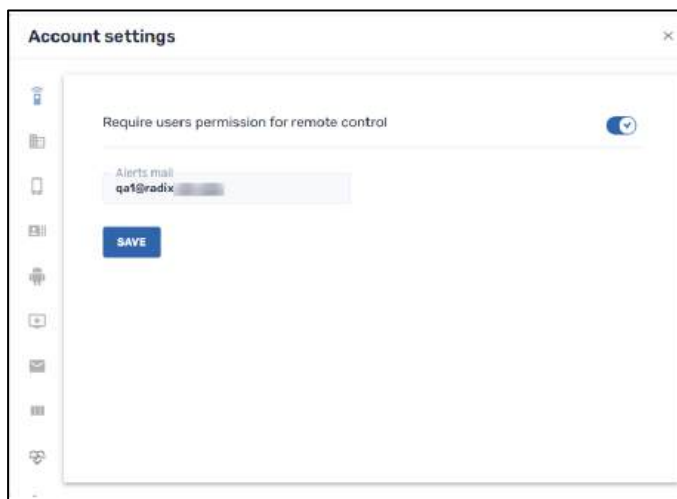 Account settings
Require users permission for remote control
Alerts mail
qa1@radix
SAVE